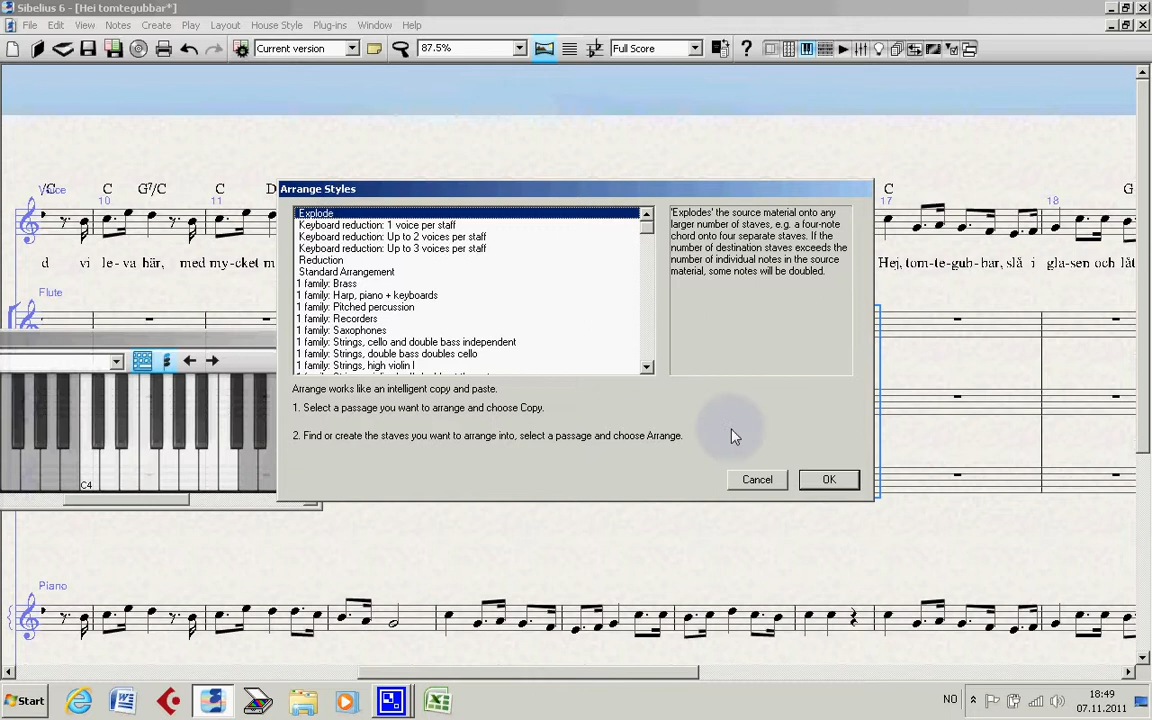 Sibelius 6 - [Hei tomtegubbar*]
File Edit View Notes Create Play Layout House Style Plug-ins Window Help
Current version 87.5% Full Score
Voice
/C C G7/C C D C G
10 11 17 18
d vi le-va här, med myc-ket m Hej, tom-te-gub-bar, slå i gla-sen och låt
Flute
Arrange Styles
Explode
Keyboard reduction: 1 voice per staff
Keyboard reduction: Up to 2 voices per staff
Keyboard reduction: Up to 3 voices per staff
Reduction
Standard Arrangement
1 family: Brass
1 family: Harp, piano + keyboards
1 family: Pitched percussion
1 family: Recorders
1 family: Saxophones
1 family: Strings, cello and double bass independent
1 family: Strings, double bass doubles cello
1 family: Strings, high violin I
'Explodes' the source material onto any
larger number of staves, e.g. a four-note
chord onto four separate staves. If the
number of destination staves exceeds the
number of individual notes in the source
material, some notes will be doubled.
Arrange works like an intelligent copy and paste.
1. Select a passage you want to arrange and choose Copy.
2. Find or create the staves you want to arrange into, select a passage and choose Arrange.
Cancel OK
C4
Piano
Start NO 18:49
07.11.2011